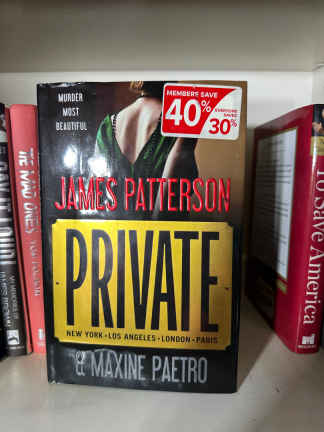 MURDER
MOST
BEAUTIFUL
MEMBERS SAVE
40%
EVERYONE
SAVES
30%
JAMES PATTERSON
PRIVATE
NEW YORK • LOS ANGELES • LONDON • PARIS
& MAXINE PAETRO
To Save America